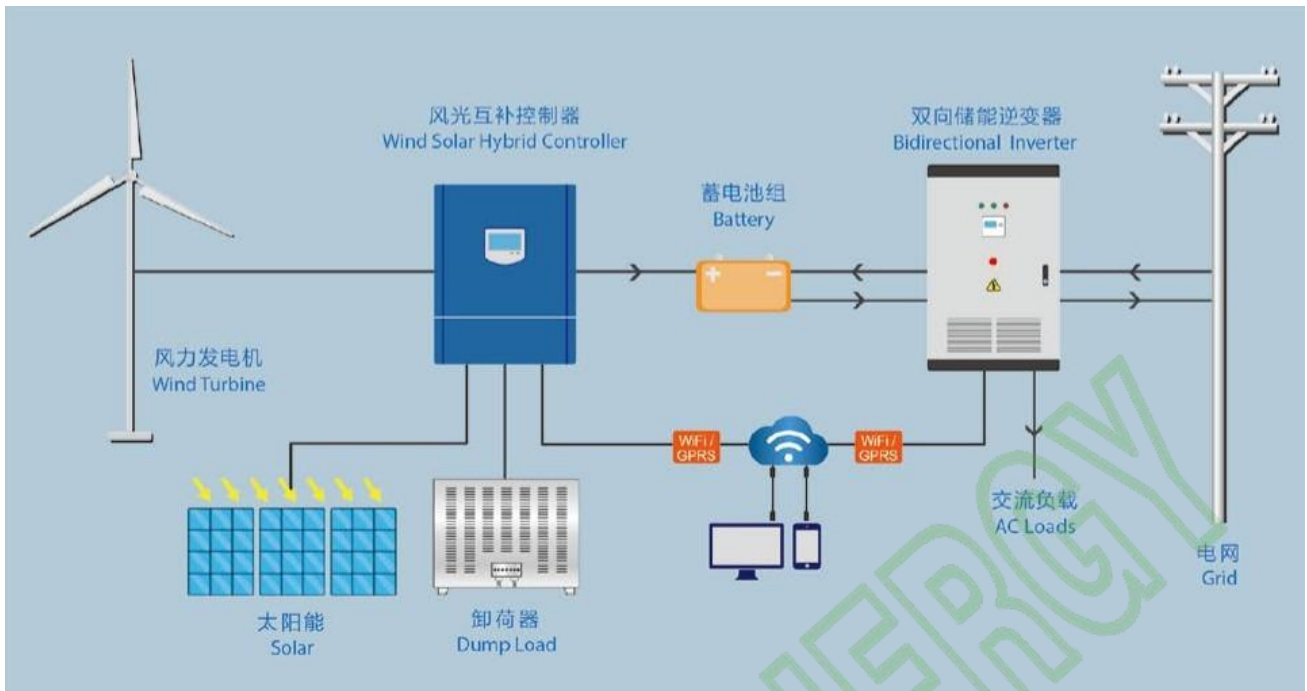 风光互补控制器
Wind Solar Hybrid Controller
双向储能逆变器
Bidirectional Inverter
蓄电池组
Battery
风力发电机
Wind Turbine
WiFi/
GPRS
WiFi/
GPRS
交流负载
AC Loads
电网
Grid
太阳能
Solar
卸荷器
Dump Load
ERGY